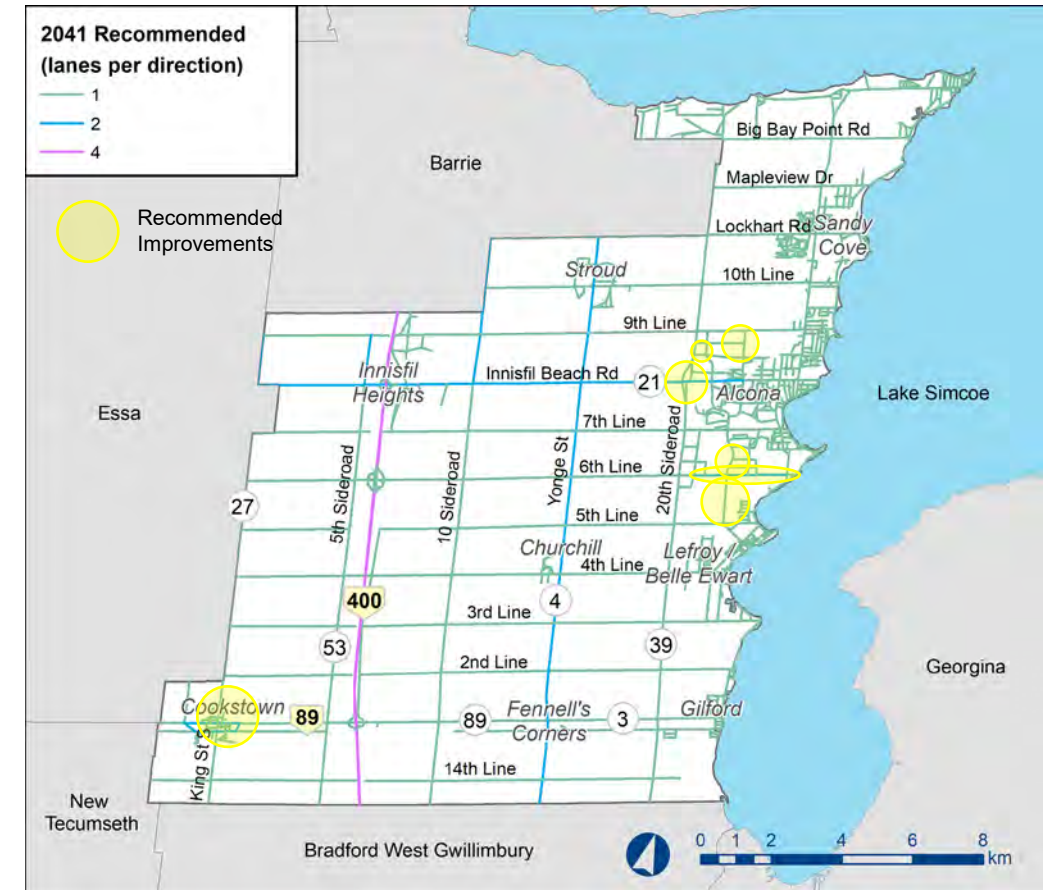 2041 Recommended
(lanes per direction)
1
2
4
Recommended
Improvements
Barrie
Big Bay Point Rd
Mapleview Dr
Lockhart Rd
Sandy
Cove
Stroud
10th Line
9th Line
Innisfil
Heights
Innisfil Beach Rd
21
Alcona
Lake Simcoe
Essa
7th Line
6th Line
5th Sideroad
10 Sideroad
Yonge St
20th Sideroad
27
5th Line
Churchill
4th Line
Lefroy /
Belle Ewart
400
4
3rd Line
53
39
2nd Line
Georgina
Cookstown
89
89
Fennell's
Corners
3
Gilford
King St S
14th Line
New
Tecumseth
Bradford West Gwillimbury
0 1 2 4 6 8
km